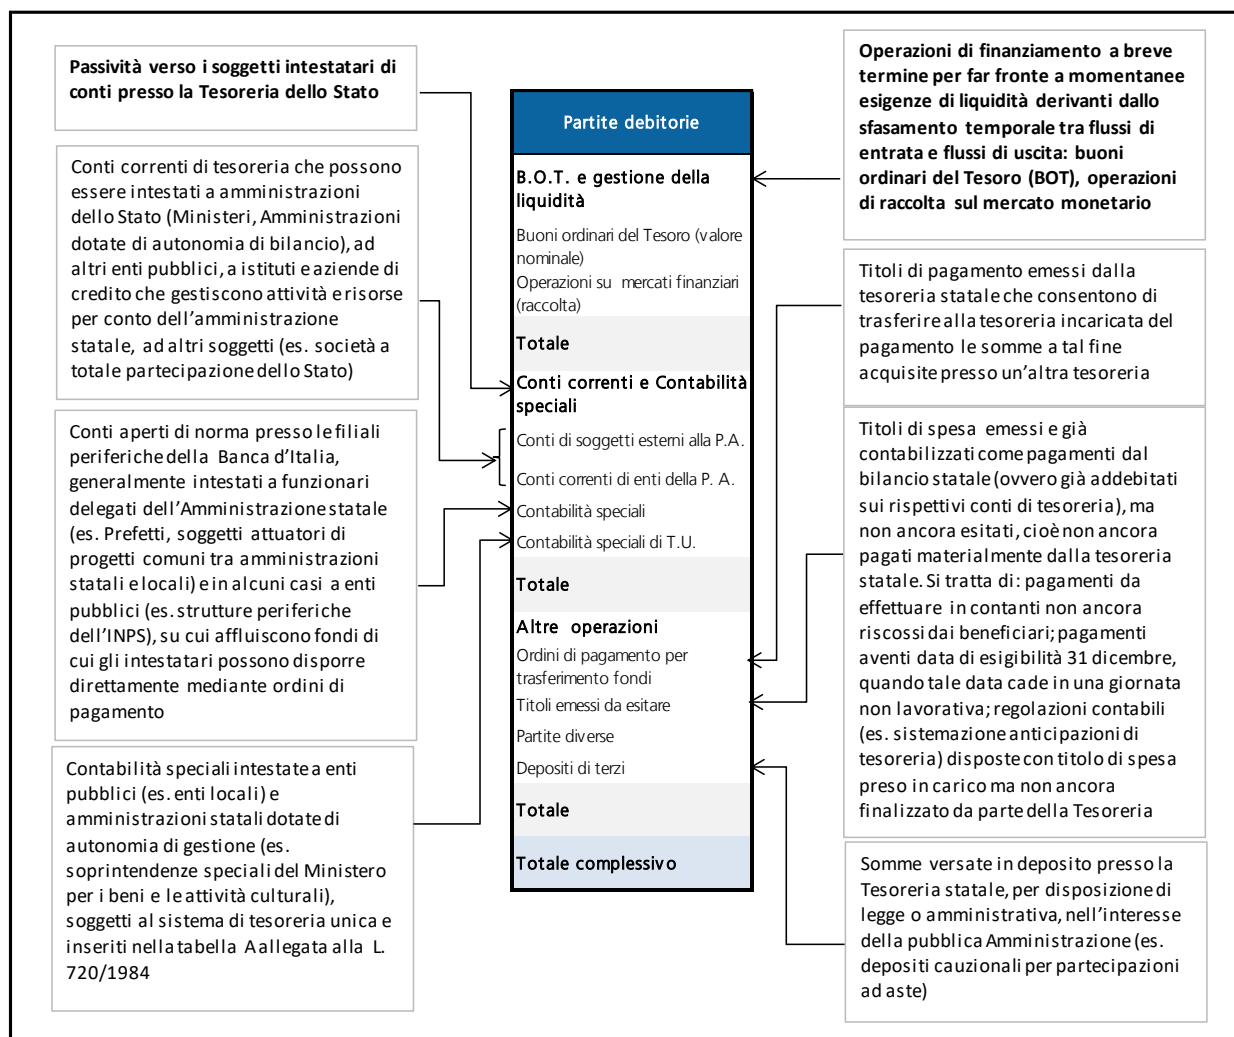 Passività verso i soggetti intestatari di
conti presso la Tesoreria dello Stato
Conti correnti di tesoreria che possono
essere intestati a amministrazioni
dello Stato (Ministeri, Amministrazioni
dotate di autonomia di bilancio), ad
altri enti pubblici, a istituti e aziende di
credito che gestiscono attività e risorse
per conto dell'amministrazione
statale, ad altri soggetti (es. società a
totale partecipazione dello Stato)
Conti aperti di norma presso le filiali
periferiche della Banca d'Italia,
generalmente intestati a funzionari
delegati dell'Amministrazione statale
(es. Prefetti, soggetti attuatori di
progetti comuni tra amministrazioni
statali e locali) e in alcuni casi a enti
pubblici (es. strutture periferiche
dell'INPS), su cui affluiscono fondi di
cui gli intestatari possono disporre
direttamente mediante ordini di
pagamento
Contabilità speciali intestate a enti
pubblici (es. enti locali) e
amministrazioni statali dotate di
autonomia di gestione (es.
soprintendenze speciali del Ministero
per i beni e le attività culturali),
soggetti al sistema di tesoreria unica e
inseriti nella tabella A allegata alla L.
720/1984
Partite debitorie
B.O.T. e gestione della
liquidità
Buoni ordinari del Tesoro (valore
nominale)
Operazioni su mercati finanziari
(raccolta)
Totale
Conti correnti e Contabilità
speciali
Conti di soggetti esterni alla P.A.
Conti correnti di enti della P. A.
Contabilità speciali
Contabilità speciali di T.U.
Totale
Altre operazioni
Ordini di pagamento per
trasferimento fondi
Titoli emessi da esitare
Partite diverse
Depositi di terzi
Totale
Totale complessivo
Operazioni di finanziamento a breve
termine per far fronte a momentanee
esigenze di liquidità derivanti dallo
sfasamento temporale tra flussi di
entrata e flussi di uscita: buoni
ordinari del Tesoro (BOT), operazioni
di raccolta sul mercato monetario
Titoli di pagamento emessi dalla
tesoreria statale che consentono di
trasferire alla tesoreria incaricata del
pagamento le somme a tal fine
acquisite presso un'altra tesoreria
Titoli di spesa emessi e già
contabilizzati come pagamenti dal
bilancio statale (ovvero già addebitati
sui rispettivi conti di tesoreria), ma
non ancora esitati, cioè non ancora
pagati materialmente dalla tesoreria
statale. Si tratta di: pagamenti da
effettuare in contanti non ancora
riscossi dai beneficiari; pagamenti
aventi data di esigibilità 31 dicembre,
quando tale data cade in una giornata
non lavorativa; regolazioni contabili
(es. sistemazione anticipazioni di
tesoreria) disposte con titolo di spesa
preso in carico ma non ancora
finalizzato da parte della Tesoreria
Somme versate in deposito presso la
Tesoreria statale, per disposizione di
legge o amministrativa, nell'interesse
della pubblica Amministrazione (es.
depositi cauzionali per partecipazioni
ad aste)